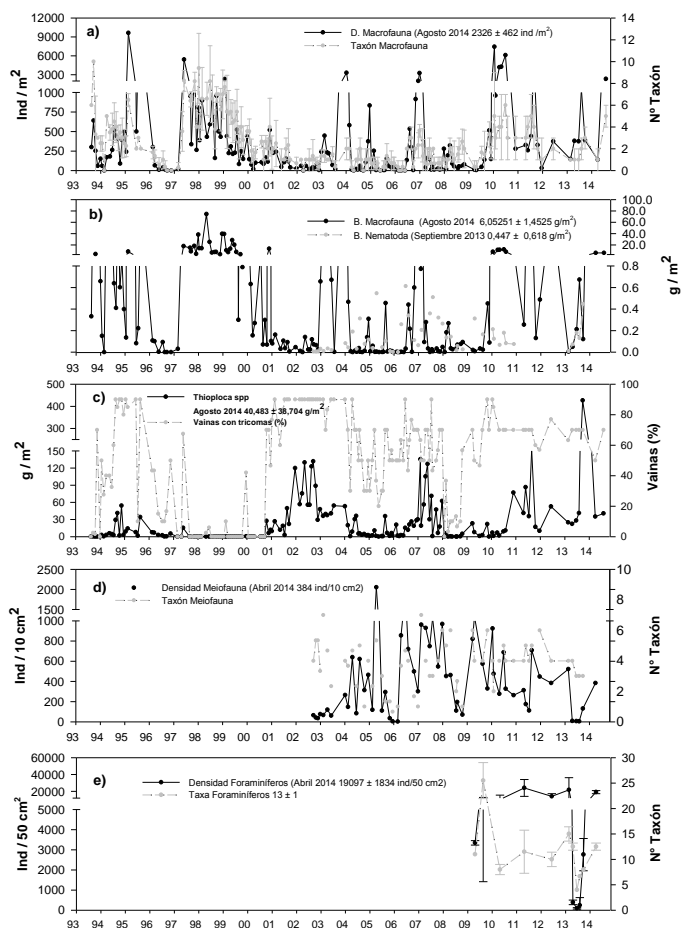 a)
D. Macrofauna (Agosto 2014 2326 ± 462 ind /m²)
Taxón Macrofauna
Ind / m²
12000
9000
6000
3000
1000
750
500
250
0
14
12
10
8
6
4
2
0
N° Taxón
93 94 95 96 97 98 99 00 01 02 03 04 05 06 07 08 09 10 11 12 13 14
b)
B. Macrofauna (Agosto 2014 6,05251 ± 1,4525 g/m²)
B. Nematoda (Septiembre 2013 0,447 ± 0,618 g/m²)
100.0
80.0
60.0
40.0
20.0
0.8
0.6
0.4
0.2
0.0
g / m²
93 94 95 96 97 98 99 00 01 02 03 04 05 06 07 08 09 10 11 12 13 14
c)
Thioploca spp
Agosto 2014 40,483 ± 38,704 g/m²
Vainas con tricomas (%)
g / m²
500
400
300
150
120
90
60
30
0
100
80
60
40
20
0
Vainas (%)
93 94 95 96 97 98 99 00 01 02 03 04 05 06 07 08 09 10 11 12 13 14
d)
Densidad Meiofauna (Abril 2014 384 ind/10 cm2)
Taxón Meiofauna
Ind / 10 cm²
2500
2000
1500
1000
800
600
400
200
0
10
8
6
4
2
0
N° Taxón
93 94 95 96 97 98 99 00 01 02 03 04 05 06 07 08 09 10 11 12 13 14
e)
Densidad Foraminíferos (Abril 2014 19097 ± 1834 ind/50 cm2)
Taxa Foraminíferos 13 ± 1
Ind / 50 cm²
60000
40000
20000
5000
4000
3000
2000
1000
0
30
25
20
15
10
5
0
N° Taxón
93 94 95 96 97 98 99 00 01 02 03 04 05 06 07 08 09 10 11 12 13 14